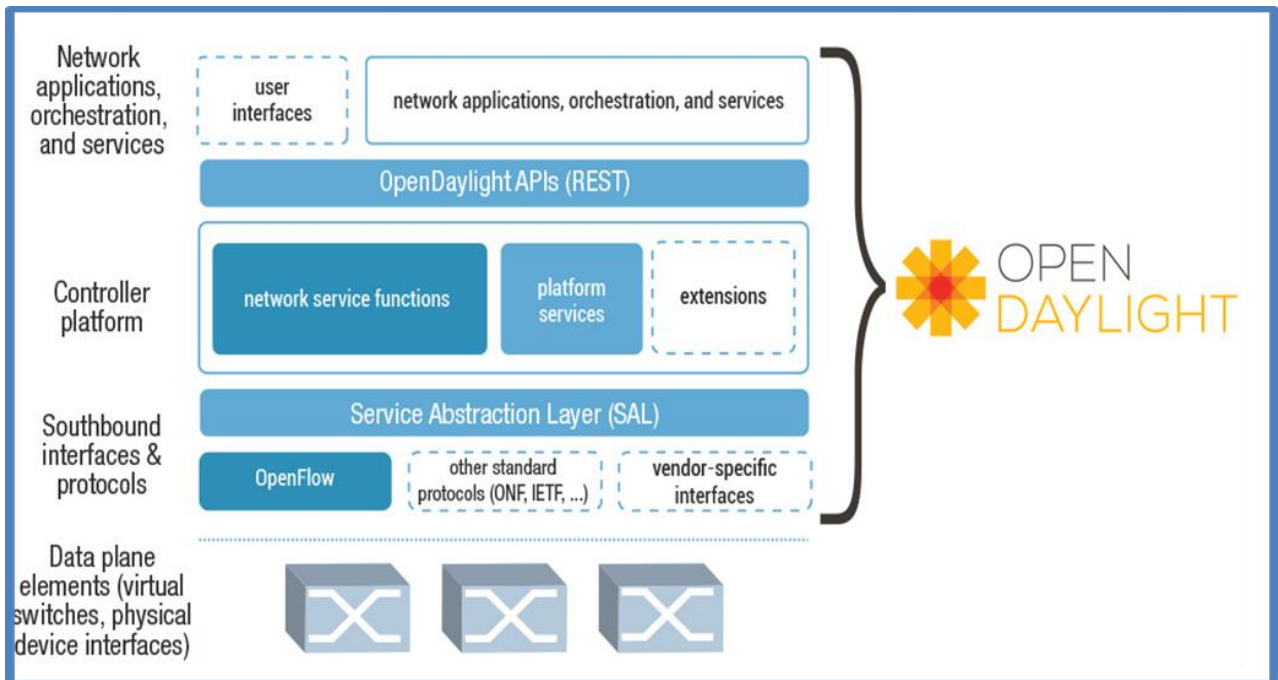 Network
applications,
orchestration,
and services
user
interfaces
network applications, orchestration, and services
OpenDaylight APIs (REST)
Controller
platform
network service functions
platform
services
extensions
OPEN
DAYLIGHT
Service Abstraction Layer (SAL)
Southbound
interfaces &
protocols
OpenFlow
other standard
protocols (ONF, IETF, ...)
vendor-specific
interfaces
Data plane
elements (virtual
switches, physical
device interfaces)